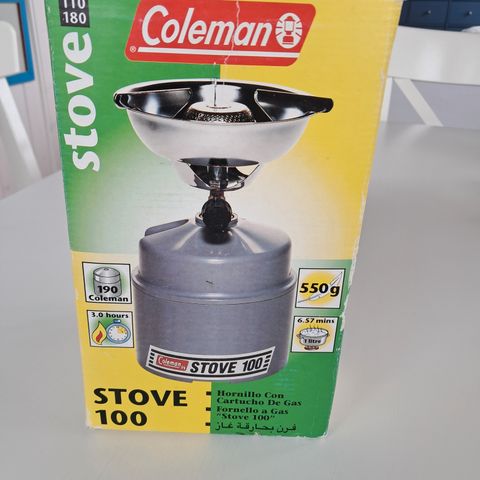 110
180
stove
Coleman
190
Coleman
3.0 hours
550g
6.57 mins
1 litre
Coleman STOVE 100
STOVE
100
Hornillo Con
Cartucho De Gas
Fornello a Gas
"Stove 100"
فرن بحارقة غاز